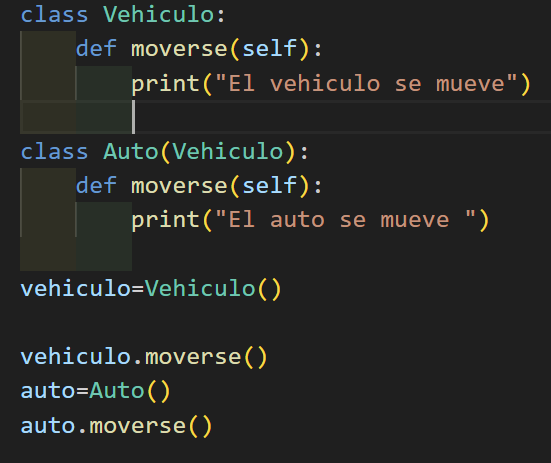 class Vehiculo:
    def moverse(self):
        print("El vehiculo se mueve")
class Auto(Vehiculo):
    def moverse(self):
        print("El auto se mueve ")
vehiculo=Vehiculo()
vehiculo.moverse()
auto=Auto()
auto.moverse()